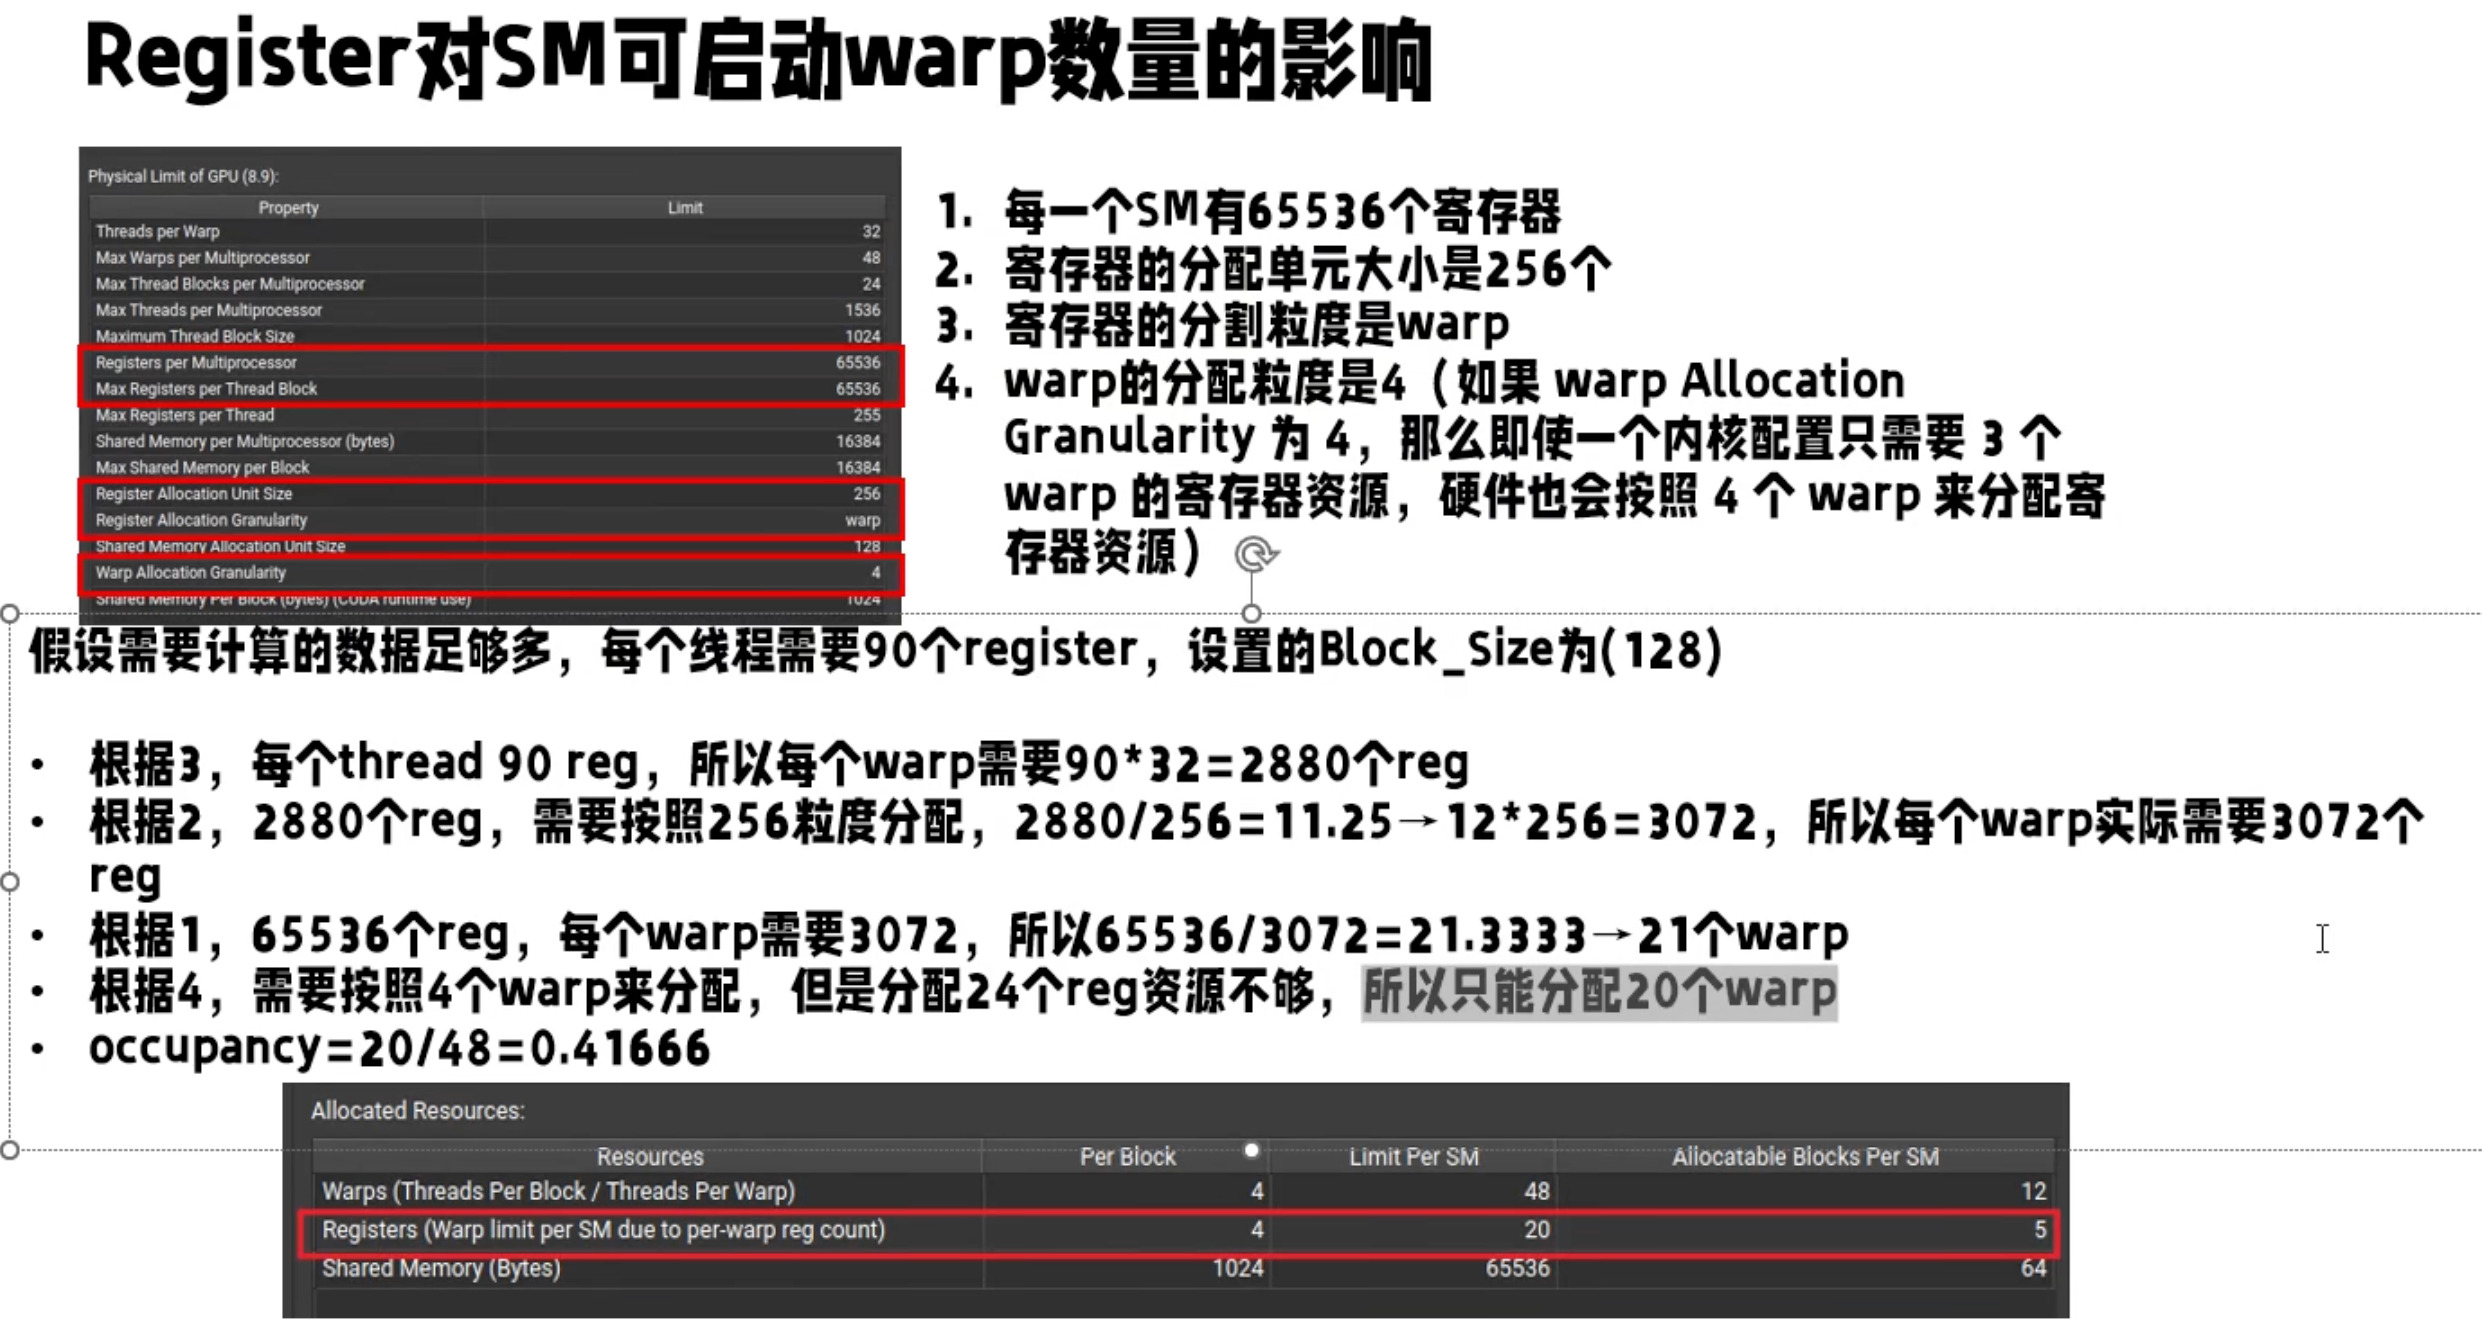 Register对SM可启动warp数量的影响
Physical Limit of GPU (8.9):
Property Limit
Threads per Warp 32
Max Warps per Multiprocessor 48
Max Thread Blocks per Multiprocessor 24
Max Threads per Multiprocessor 1536
Maximum Thread Block Size 1024
Registers per Multiprocessor 65536
Max Registers per Thread Block 65536
Max Registers per Thread 255
Shared Memory per Multiprocessor (bytes) 16384
Max Shared Memory per Block 16384
Register Allocation Unit Size 256
Register Allocation Granularity warp
Shared Memory Allocation Unit Size 128
Warp Allocation Granularity 4
Shared Memory Per Block (bytes) (CUDA runtime use) 1024
1. 每一个SM有65536个寄存器
2. 寄存器的分配单元大小是256个
3. 寄存器的分割粒度是warp
4. warp的分配粒度是4（如果 warp Allocation
Granularity 为 4，那么即使一个内核配置只需要 3 个
warp 的寄存器资源，硬件也会按照 4 个 warp 来分配寄
存器资源）
假设需要计算的数据足够多，每个线程需要90个register，设置的Block_Size为(128)
• 根据3，每个thread 90 reg，所以每个warp需要90*32=2880个reg
• 根据2，2880个reg，需要按照256粒度分配，2880/256=11.25→12*256=3072，所以每个warp实际需要3072个
reg
• 根据1，65536个reg，每个warp需要3072，所以65536/3072=21.3333→21个warp
• 根据4，需要按照4个warp来分配，但是分配24个reg资源不够，所以只能分配20个warp
• occupancy=20/48=0.41666
Allocated Resources:
Resources Per Block Limit Per SM Allocatable Blocks Per SM
Warps (Threads Per Block / Threads Per Warp) 4 48 12
Registers (Warp limit per SM due to per-warp reg count) 4 20 5
Shared Memory (Bytes) 1024 65536 64